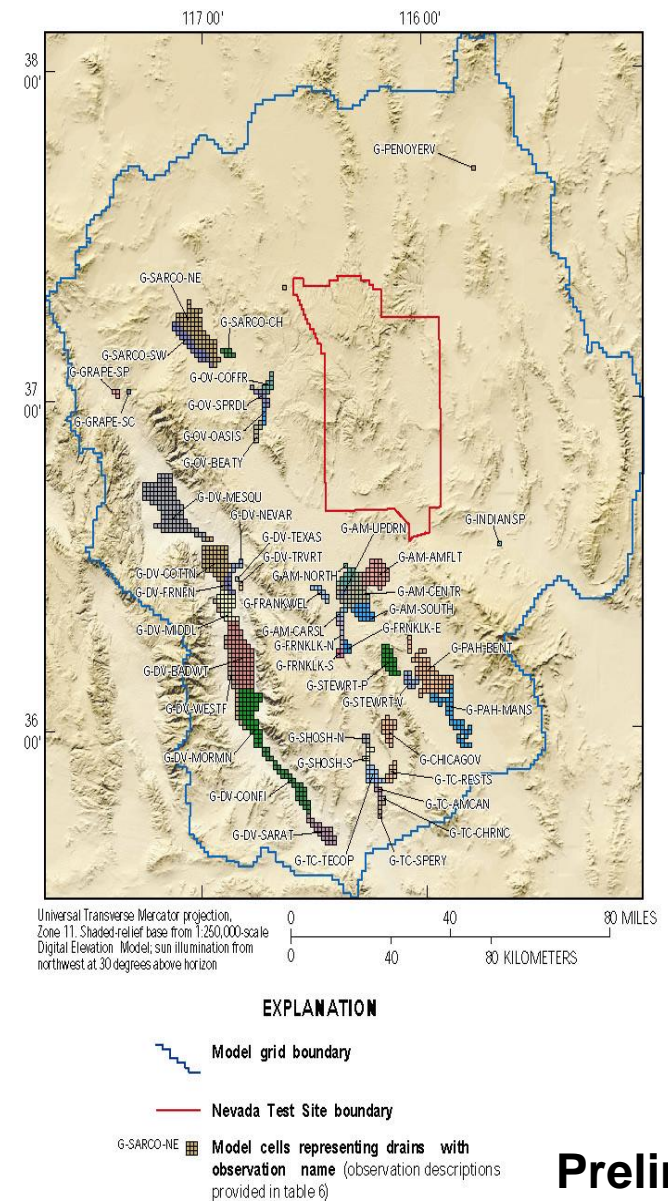 117 00' 116 00'
38
00'
G-PENOYERV
G-SARCO-NE
G-SARCO-CH
G-SARCO-SW
G-GRAPE-SP
G-OV-COFFR
37
00'
G-OV-SPRDL
G-GRAPE-SC
G-OV-OASIS
G-OV-BEATY
G-DV-MESQU
G-DV-NEVAR
G-INDIANSP
G-AM-UPDRN
G-DV-TEXAS
G-DV-TRVRT
G-AM-AMFLT
G-DV-COTTN
G-AM-NORTH
G-DV-FRNFN
G-AM-CENTR
G-FRANKWEL
G-AM-SOUTH
G-DV-MIDDL
G-AM-CARSL
G-FRNKLK-E
G-FRNKLK-N
G-PAH-BENT
G-FRNKLK-S
G-DV-BADWT
G-STEWRT-P
G-STEWRT-V
G-DV-WESTF
G-PAH-MANS
36
00'
G-SHOSH-N
G-DV-MORMN
G-CHICAGOV
G-SHOSH-S
G-TC-RESTS
G-DV-CONFI
G-TC-AMCAN
G-TC-CHRNC
G-DV-SARAT
G-TC-TECOP
G-TC-SPERY
Universal Transverse Mercator projection,
Zone 11. Shaded-relief base from 1:250,000-scale
Digital Elevation Model; sun illumination from
northwest at 30 degrees above horizon
0 40 80 MILES
0 40 80 KILOMETERS
EXPLANATION
Model grid boundary
Nevada Test Site boundary
G-SARCO-NE Model cells representing drains with
observation name (observation descriptions
provided in table 6)
Prelin